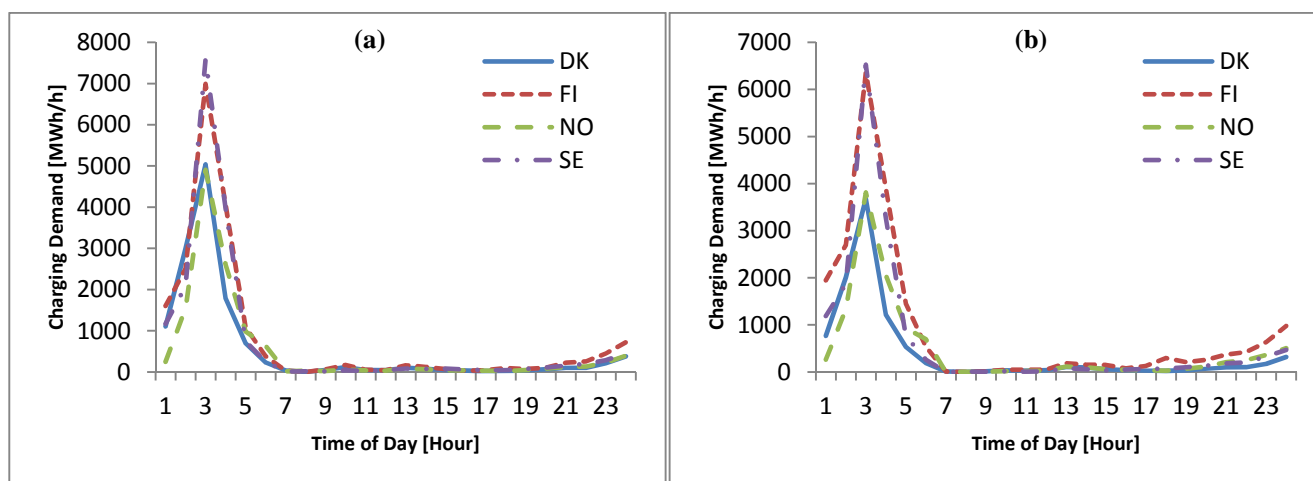 (a)
8000
7000
6000
5000
4000
3000
2000
1000
0
Charging Demand [MWh/h]
DK
FI
NO
SE
1 3 5 7 9 11 13 15 17 19 21 23
Time of Day [Hour]
(b)
7000
6000
5000
4000
3000
2000
1000
0
Charging Demand [MWh/h]
DK
FI
NO
SE
1 3 5 7 9 11 13 15 17 19 21 23
Time of Day [Hour]